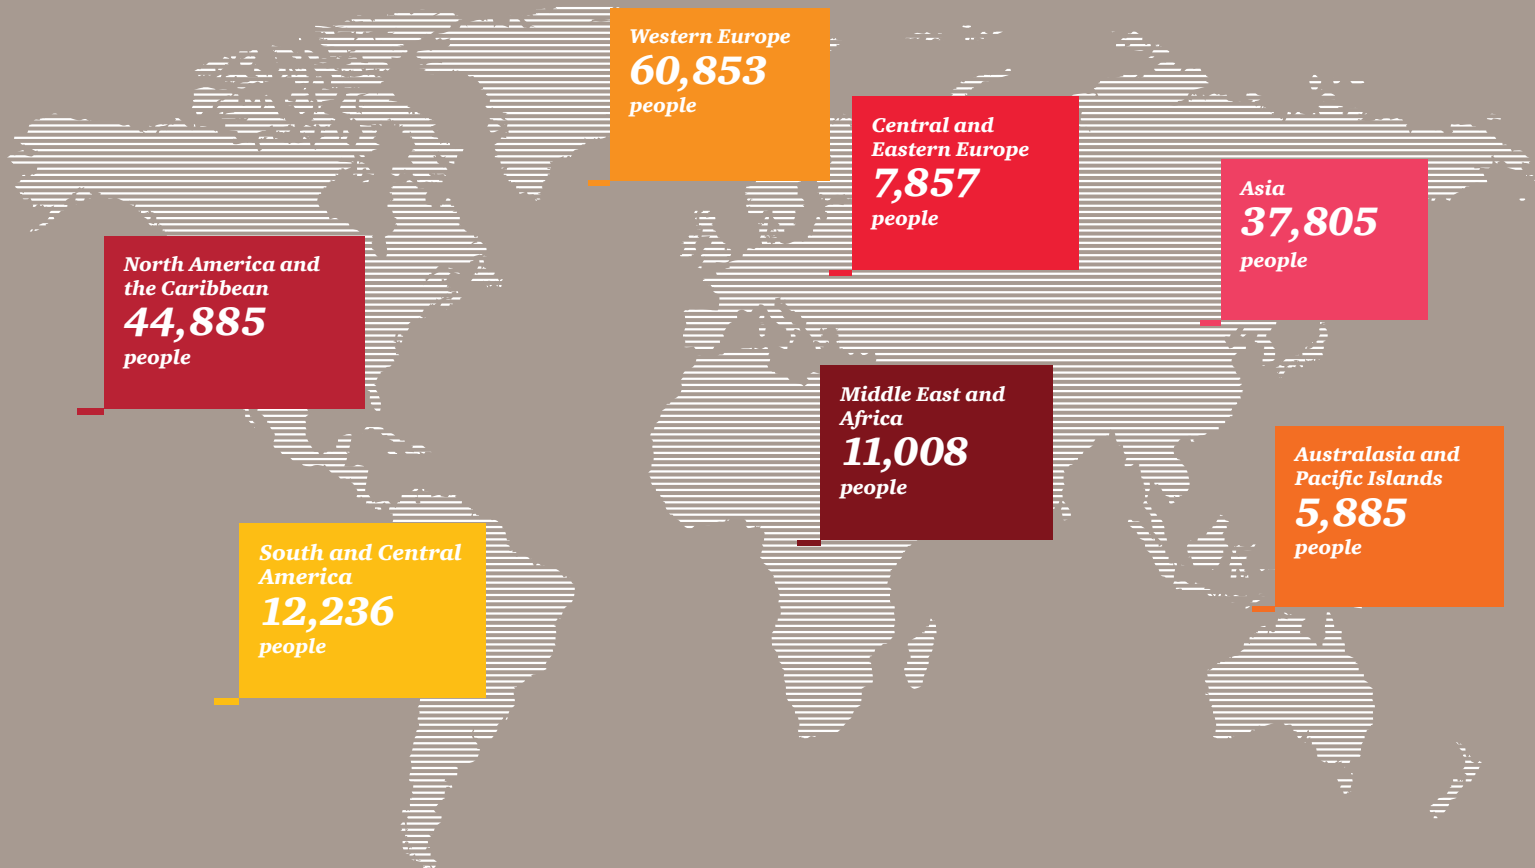 Western Europe
60,853
people
Central and
Eastern Europe
7,857
people
Asia
37,805
people
North America and
the Caribbean
44,885
people
Middle East and
Africa
11,008
people
Australasia and
Pacific Islands
5,885
people
South and Central
America
12,236
people